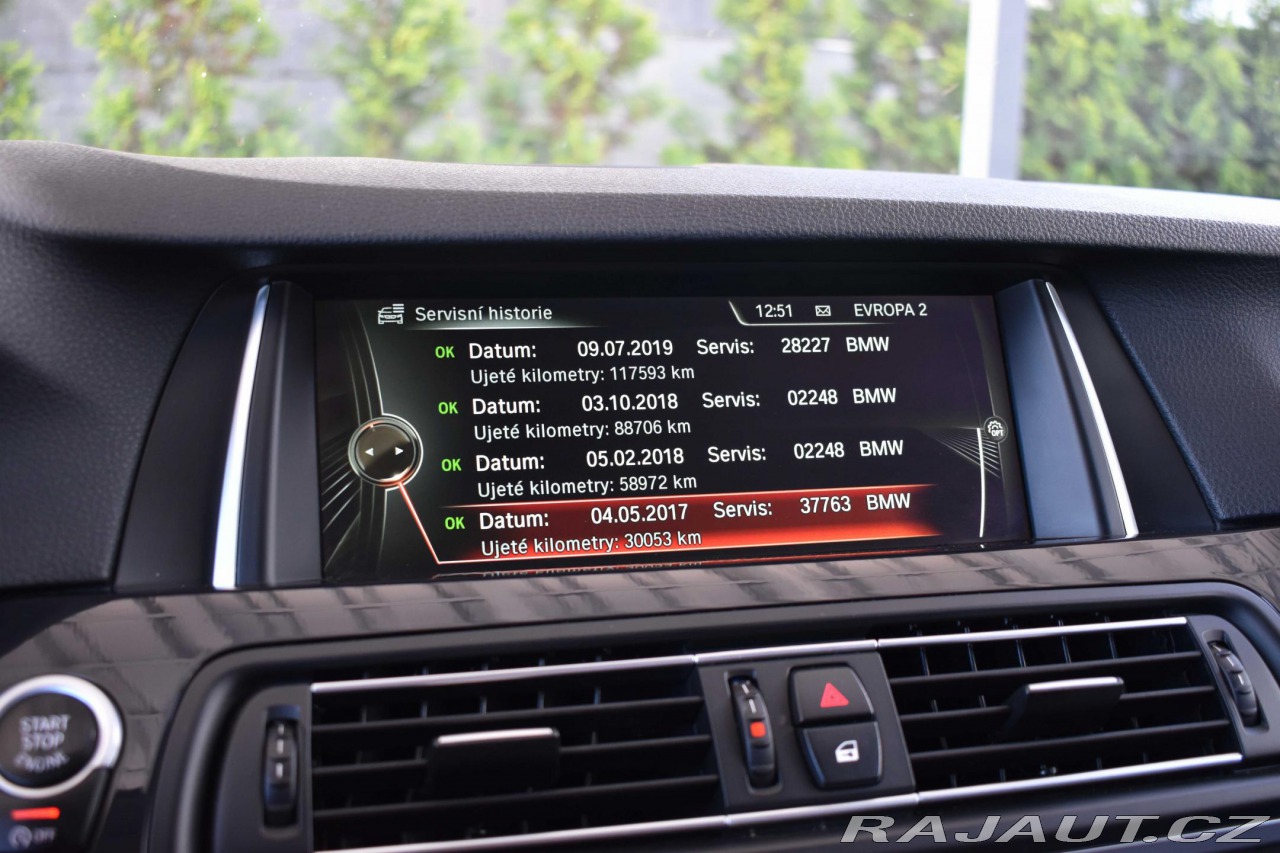 Servisní historie 12:51 EVROPA 2
OK Datum: 09.07.2019 Servis: 28227 BMW
Ujeté kilometry: 117593 km
OK Datum: 03.10.2018 Servis: 02248 BMW
Ujeté kilometry: 88706 km
OK Datum: 05.02.2018 Servis: 02248 BMW
Ujeté kilometry: 58972 km
OK Datum: 04.05.2017 Servis: 37763 BMW
Ujeté kilometry: 30053 km
OPT
START
STOP
ENGINE
OFF
RAJAUT.CZ